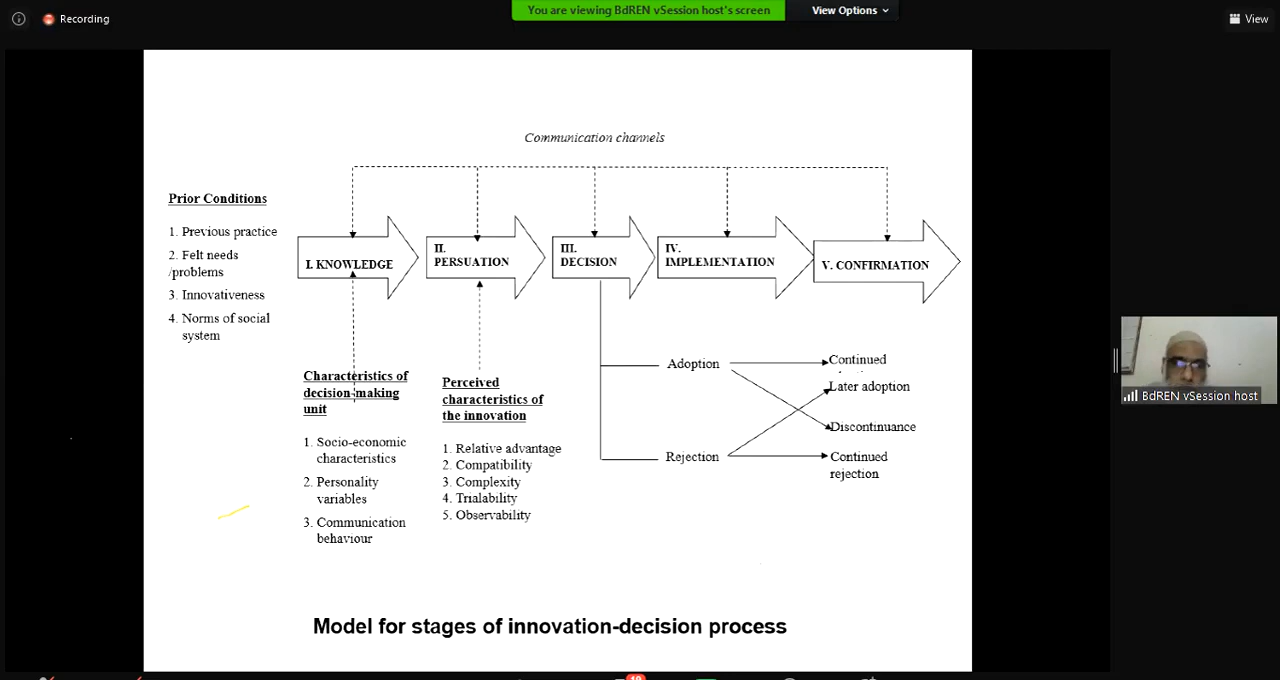 Recording
You are viewing BdREN vSession host's screen
View Options
View
Communication channels
Prior Conditions
1. Previous practice
2. Felt needs
/problems
3. Innovativeness
4. Norms of social
system
I. KNOWLEDGE
II.
PERSUATION
III.
DECISION
IV.
IMPLEMENTATION
V. CONFIRMATION
Characteristics of
decision-making
unit
1. Socio-economic
characteristics
2. Personality
variables
3. Communication
behaviour
Perceived
characteristics of
the innovation
1. Relative advantage
2. Compatibility
3. Complexity
4. Trialability
5. Observability
Adoption
Rejection
Continued
Later adoption
Discontinuance
Continued
rejection
BdREN vSession host
Model for stages of innovation-decision process